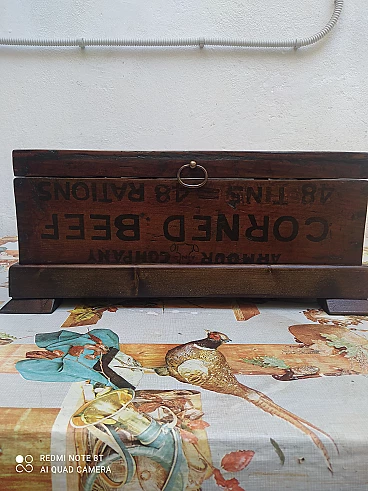 48 TINS = 48 RATIONS
CORNED BEEF
ARMOUR COMPANY
REDMI NOTE 8T
AI QUAD CAMERA